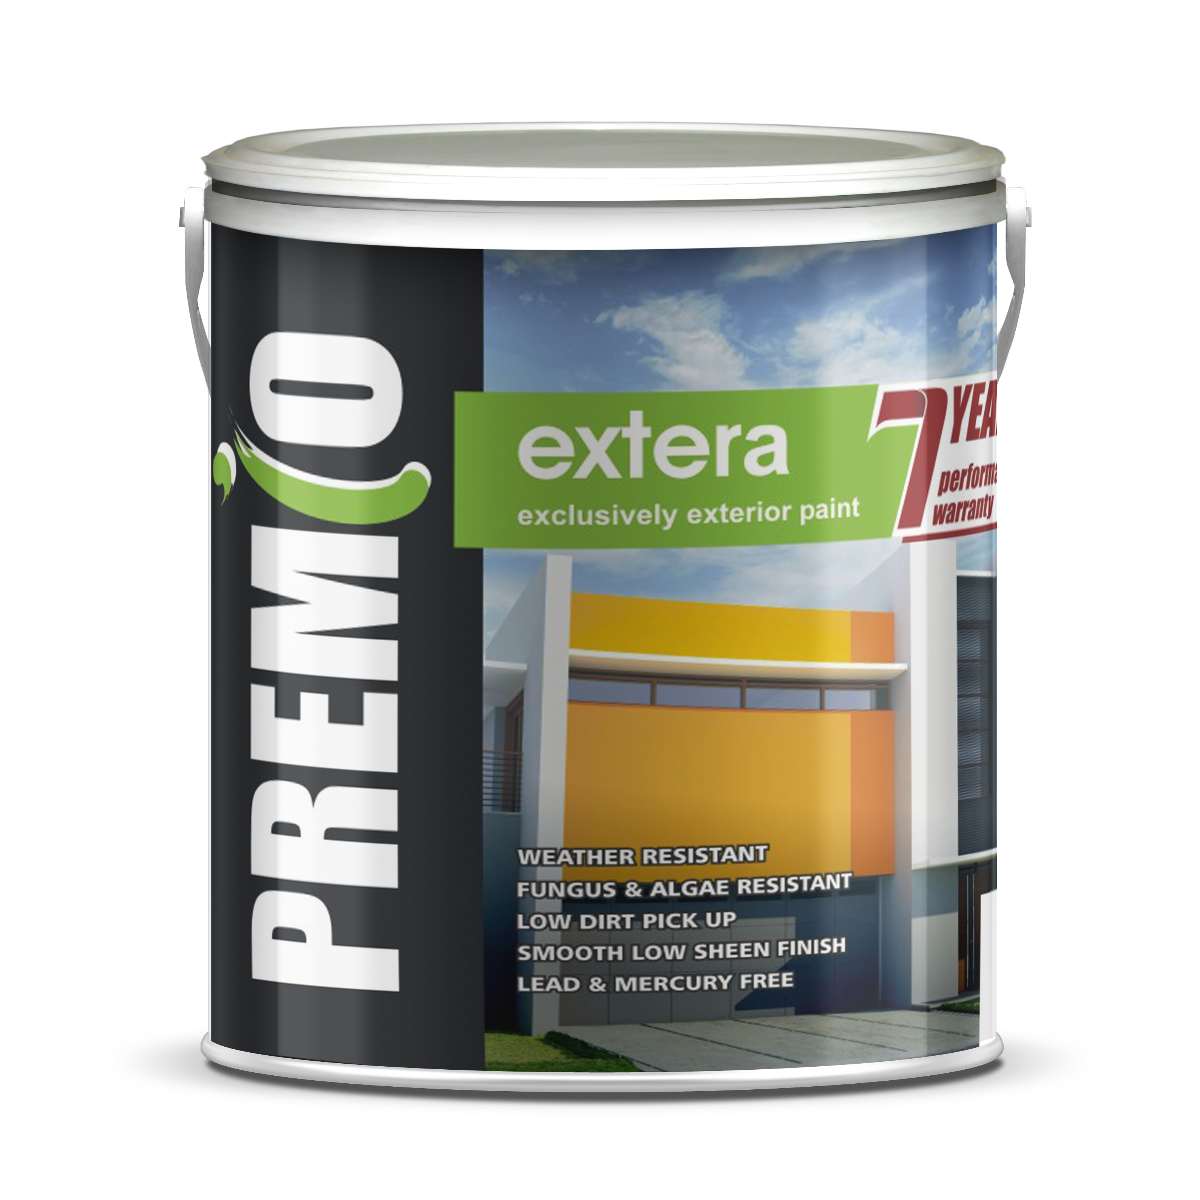 PREMIO
extera
exclusively exterior paint
7
warranty
WEATHER RESISTANT
FUNGUS & ALGAE RESISTANT
LOW DIRT PICK UP
SMOOTH LOW SHEEN FINISH
LEAD & MERCURY FREE